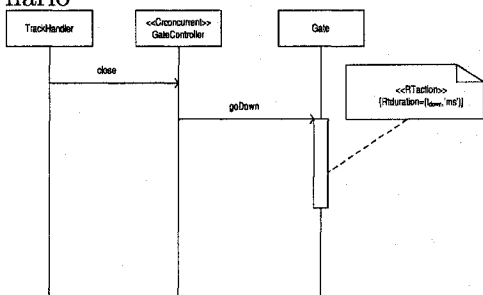 nario
TrackHandler
<<Crconcurrent>>
GateController
Gate
close
goDown
<<RTaction>>
{Rtduration=[t_down,'ms')]